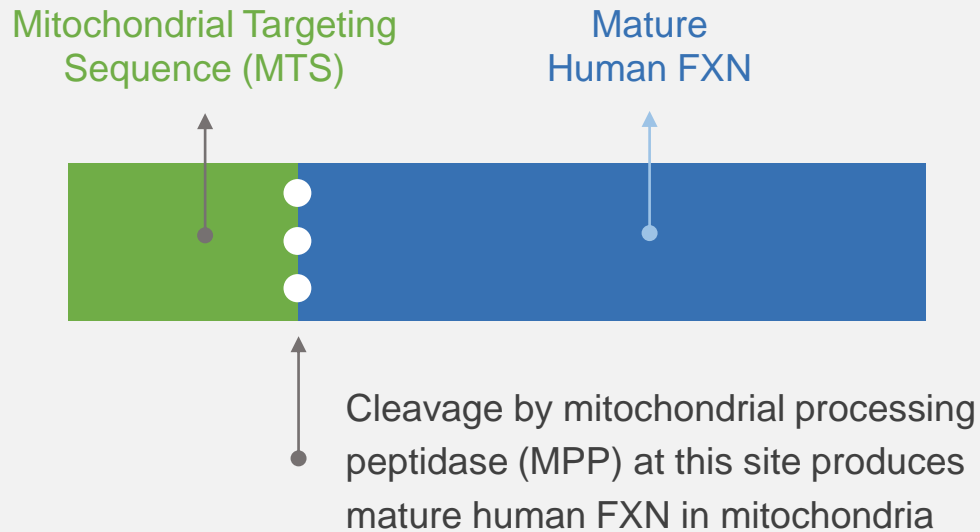 Mitochondrial Targeting
Sequence (MTS)
Mature
Human FXN
Cleavage by mitochondrial processing
peptidase (MPP) at this site produces
mature human FXN in mitochondria